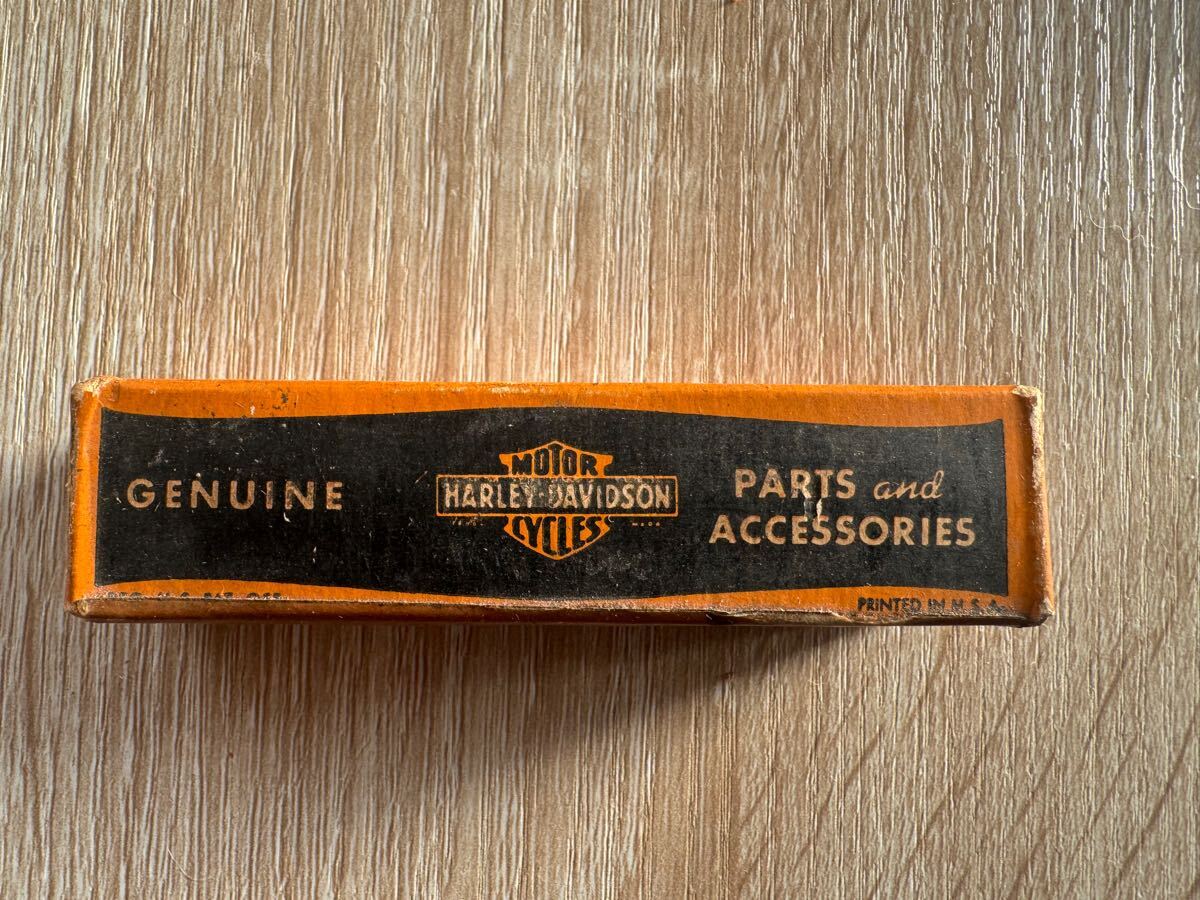 GENUINE
MOTOR
HARLEY-DAVIDSON
CYCLES
PARTS and
ACCESSORIES
PRINTED IN U.S.A.